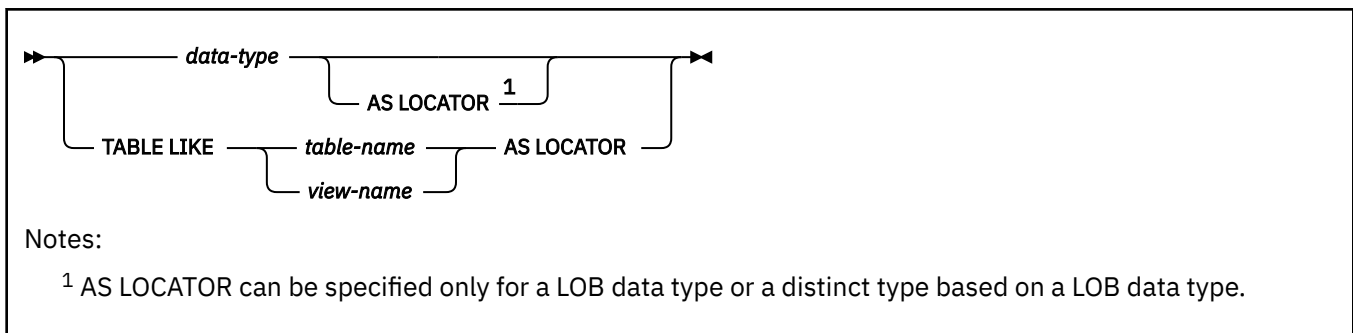 data-type
AS LOCATOR 1
TABLE LIKE table-name AS LOCATOR
view-name
Notes:
1 AS LOCATOR can be specified only for a LOB data type or a distinct type based on a LOB data type.